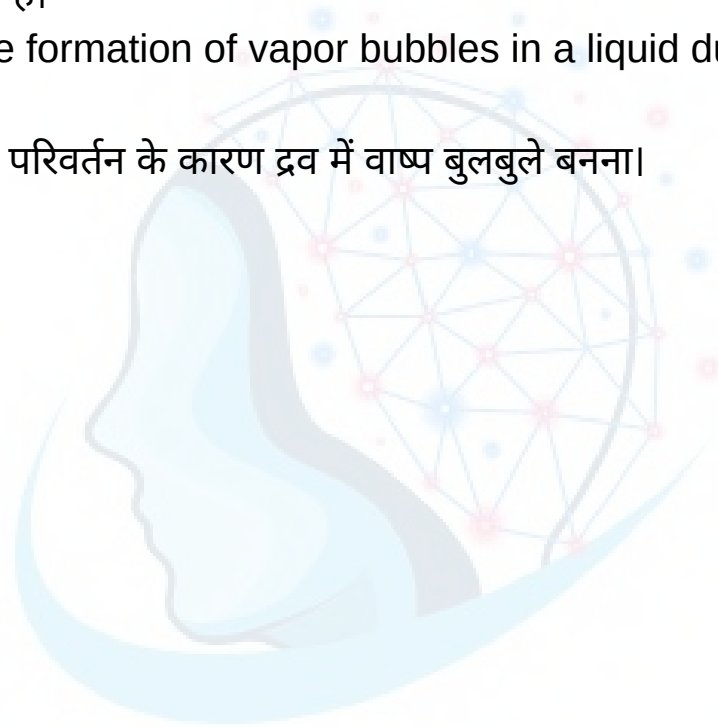 है।
e formation of vapor bubbles in a liquid du
परिवर्तन के कारण द्रव में वाष्प बुलबुले बनना।